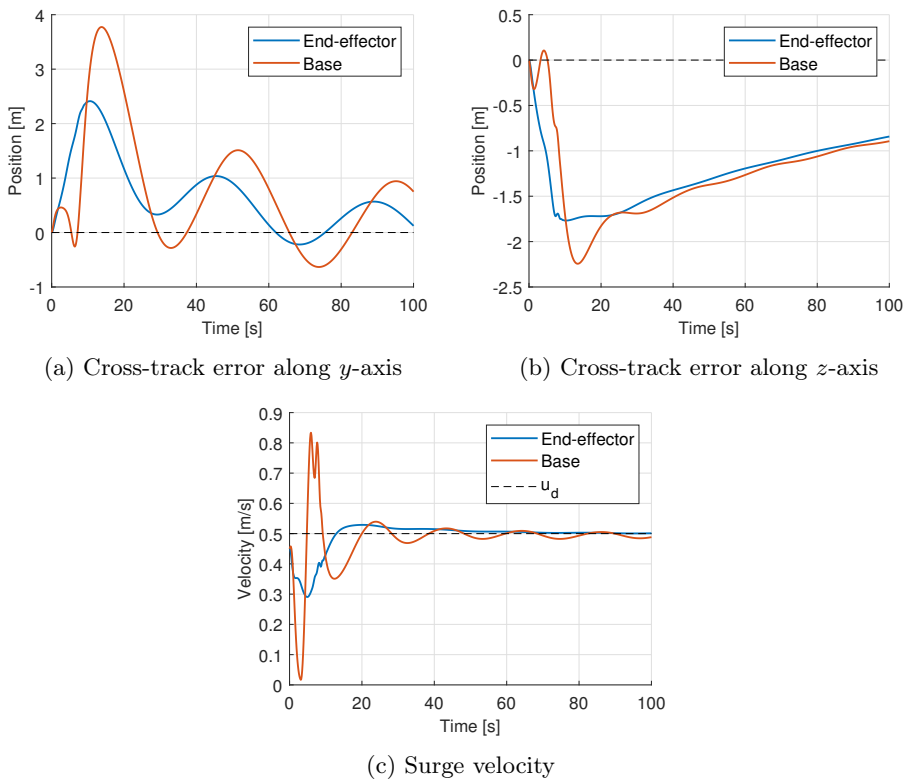 4
3
2
1
0
-1
0
20
40
60
80
100
Position [m]
Time [s]
End-effector
Base
(a) Cross-track error along y-axis
0.5
0
-0.5
-1
-1.5
-2
-2.5
0
20
40
60
80
100
Position [m]
Time [s]
End-effector
Base
(b) Cross-track error along z-axis
0.9
0.8
0.7
0.6
0.5
0.4
0.3
0.2
0.1
0
0
20
40
60
80
100
Velocity [m/s]
Time [s]
End-effector
Base
u_d
(c) Surge velocity